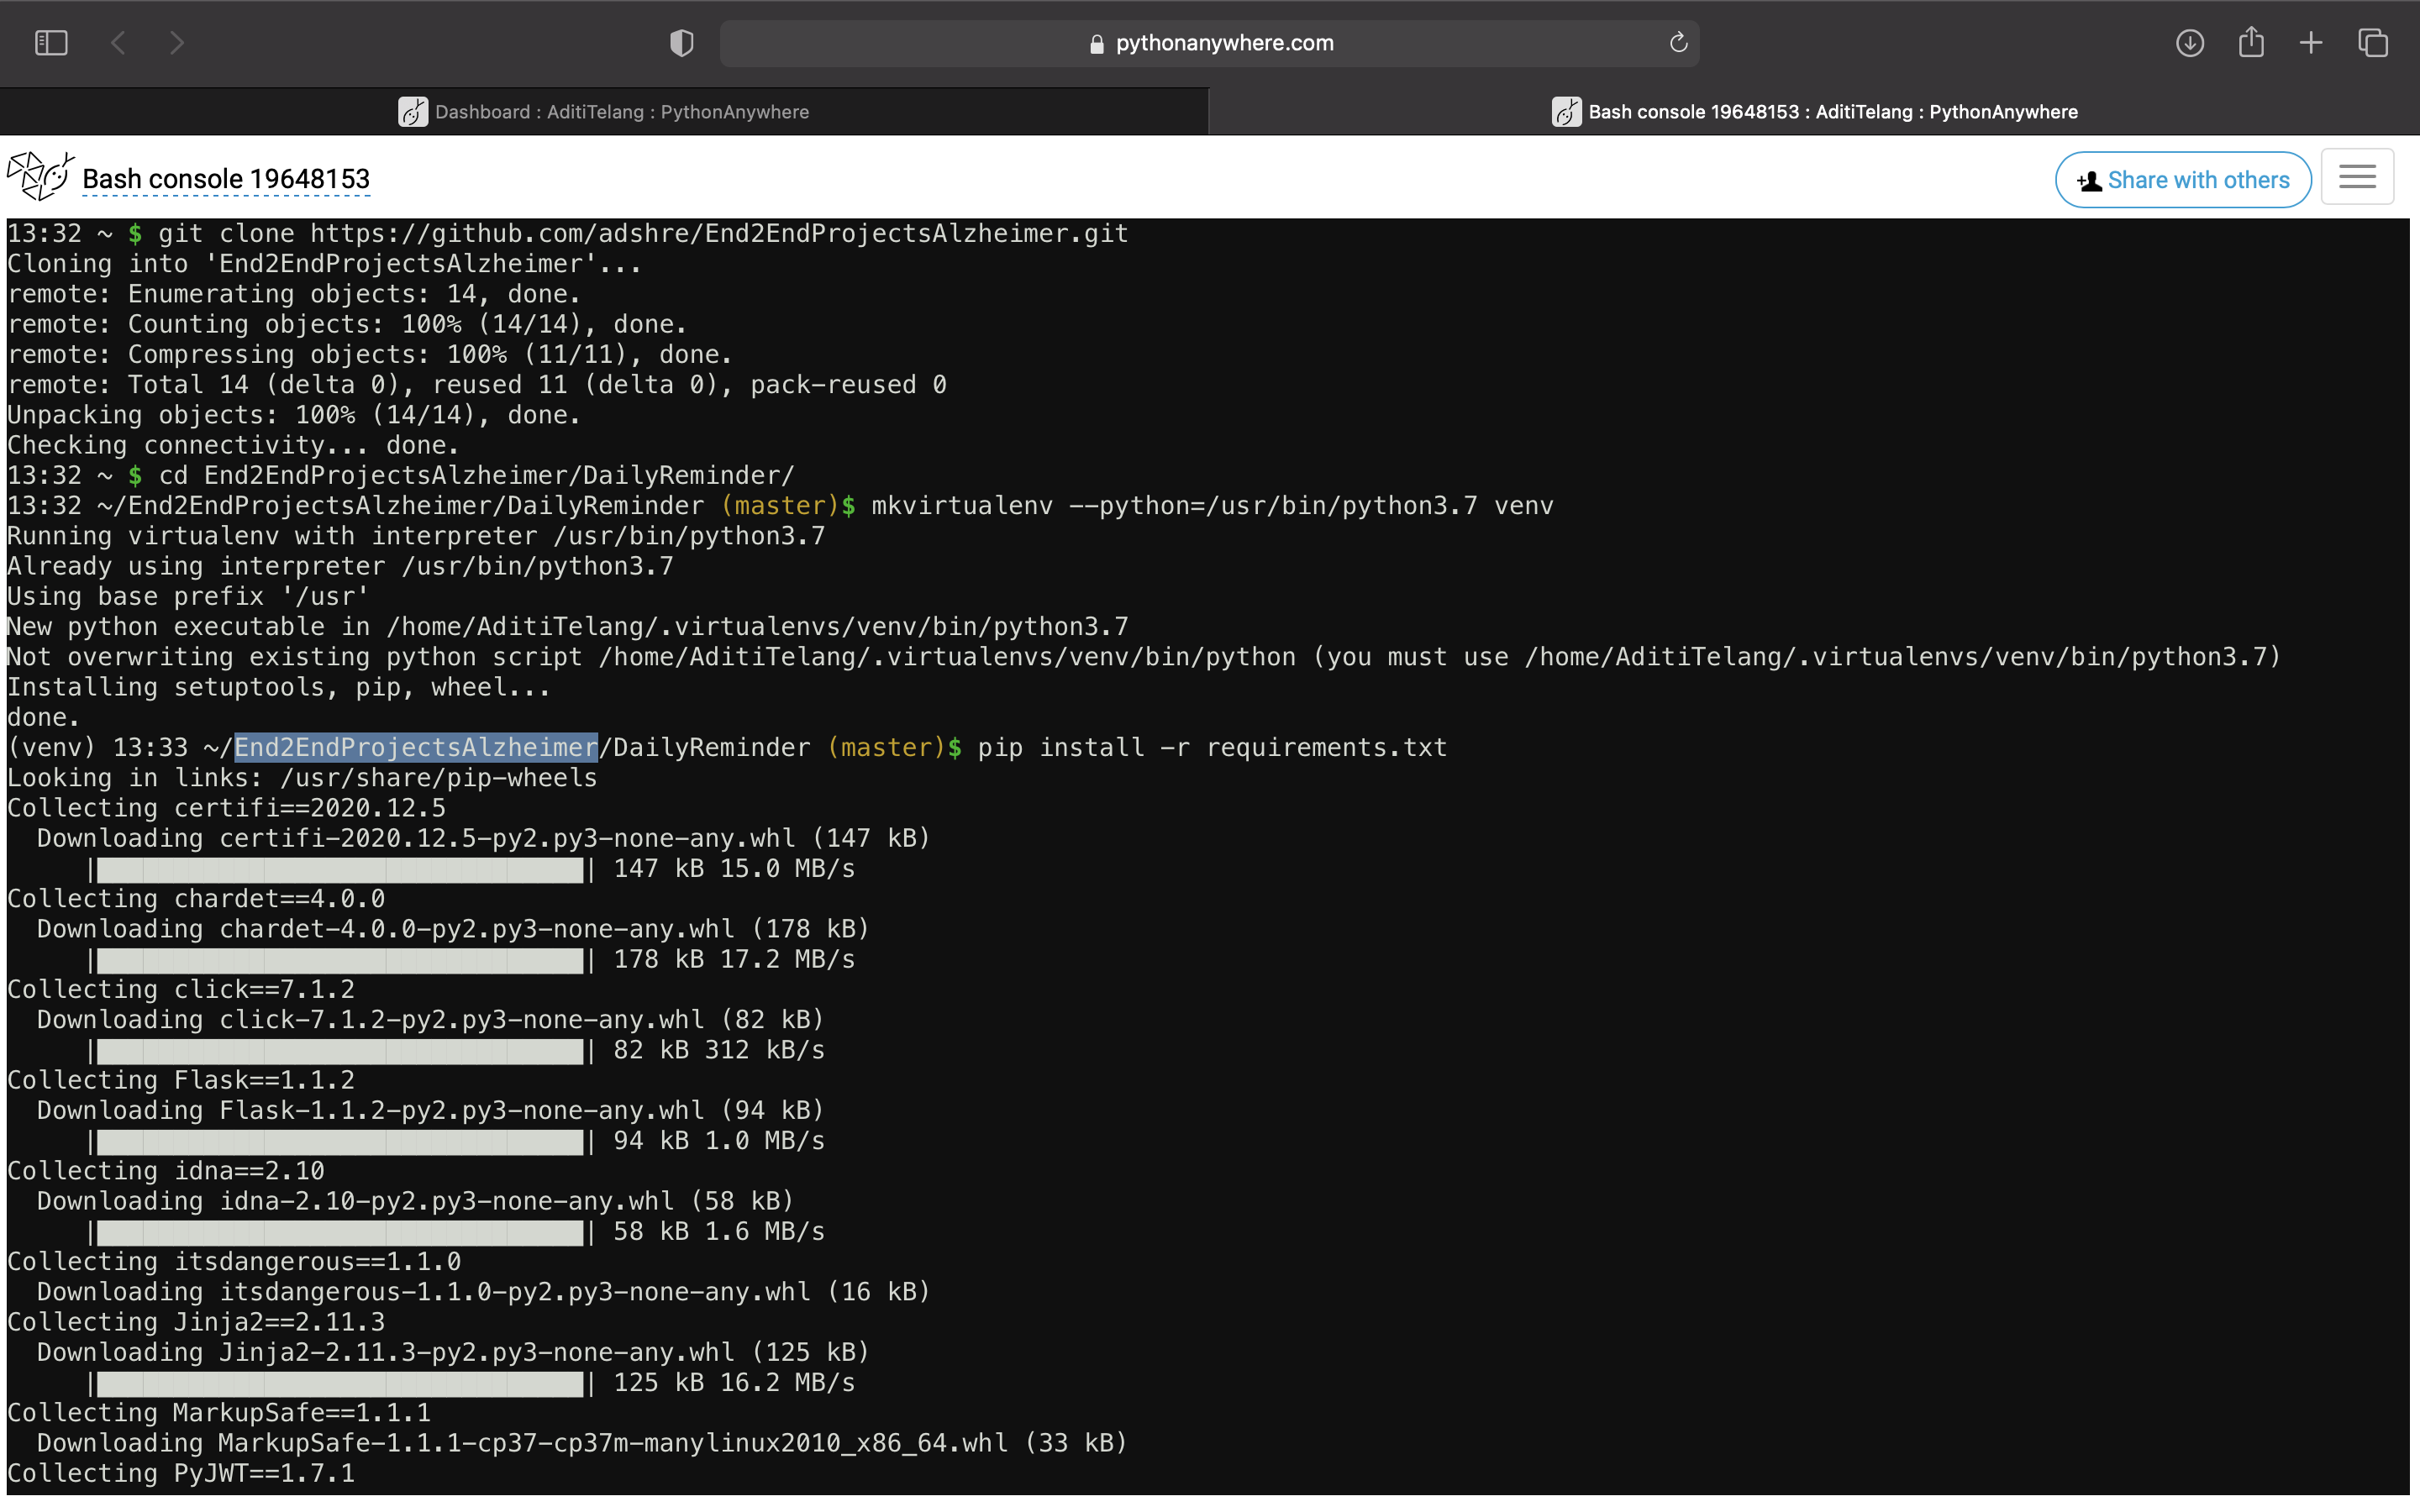 pythonanywhere.com
Dashboard : AditiTelang : PythonAnywhere
Bash console 19648153 : AditiTelang : PythonAnywhere
Bash console 19648153
Share with others
13:32 ~ $ git clone https://github.com/adshre/End2EndProjectsAlzheimer.git
Cloning into 'End2EndProjectsAlzheimer'...
remote: Enumerating objects: 14, done.
remote: Counting objects: 100% (14/14), done.
remote: Compressing objects: 100% (11/11), done.
remote: Total 14 (delta 0), reused 11 (delta 0), pack-reused 0
Unpacking objects: 100% (14/14), done.
Checking connectivity... done.
13:32 ~ $ cd End2EndProjectsAlzheimer/DailyReminder/
13:32 ~/End2EndProjectsAlzheimer/DailyReminder (master)$ mkvirtualenv --python=/usr/bin/python3.7 venv
Running virtualenv with interpreter /usr/bin/python3.7
Already using interpreter /usr/bin/python3.7
Using base prefix '/usr'
New python executable in /home/AditiTelang/.virtualenvs/venv/bin/python3.7
Not overwriting existing python script /home/AditiTelang/.virtualenvs/venv/bin/python (you must use /home/AditiTelang/.virtualenvs/venv/bin/python3.7)
Installing setuptools, pip, wheel...
done.
(venv) 13:33 ~/End2EndProjectsAlzheimer/DailyReminder (master)$ pip install -r requirements.txt
Looking in links: /usr/share/pip-wheels
Collecting certifi==2020.12.5
  Downloading certifi-2020.12.5-py2.py3-none-any.whl (147 kB)
| | 147 kB 15.0 MB/s
Collecting chardet==4.0.0
  Downloading chardet-4.0.0-py2.py3-none-any.whl (178 kB)
| | 178 kB 17.2 MB/s
Collecting click==7.1.2
  Downloading click-7.1.2-py2.py3-none-any.whl (82 kB)
| | 82 kB 312 kB/s
Collecting Flask==1.1.2
  Downloading Flask-1.1.2-py2.py3-none-any.whl (94 kB)
| | 94 kB 1.0 MB/s
Collecting idna==2.10
  Downloading idna-2.10-py2.py3-none-any.whl (58 kB)
| | 58 kB 1.6 MB/s
Collecting itsdangerous==1.1.0
  Downloading itsdangerous-1.1.0-py2.py3-none-any.whl (16 kB)
Collecting Jinja2==2.11.3
  Downloading Jinja2-2.11.3-py2.py3-none-any.whl (125 kB)
| | 125 kB 16.2 MB/s
Collecting MarkupSafe==1.1.1
  Downloading MarkupSafe-1.1.1-cp37-cp37m-manylinux2010_x86_64.whl (33 kB)
Collecting PyJWT==1.7.1